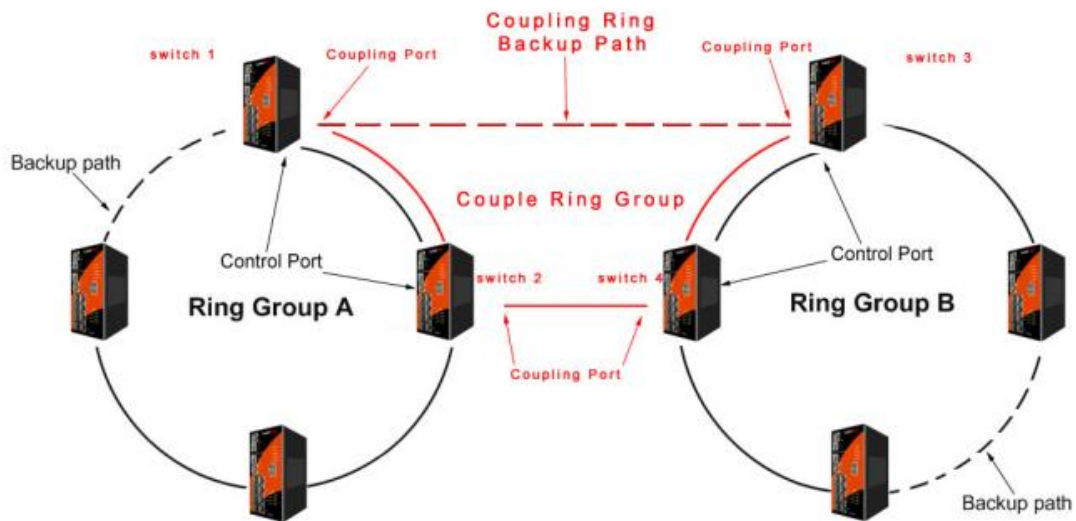 Coupling Ring
Backup Path
switch 1
Coupling Port
Coupling Port
switch 3
Backup path
Couple Ring Group
Control Port
Control Port
switch 2
switch 4
Ring Group A
Ring Group B
Coupling Port
Backup path